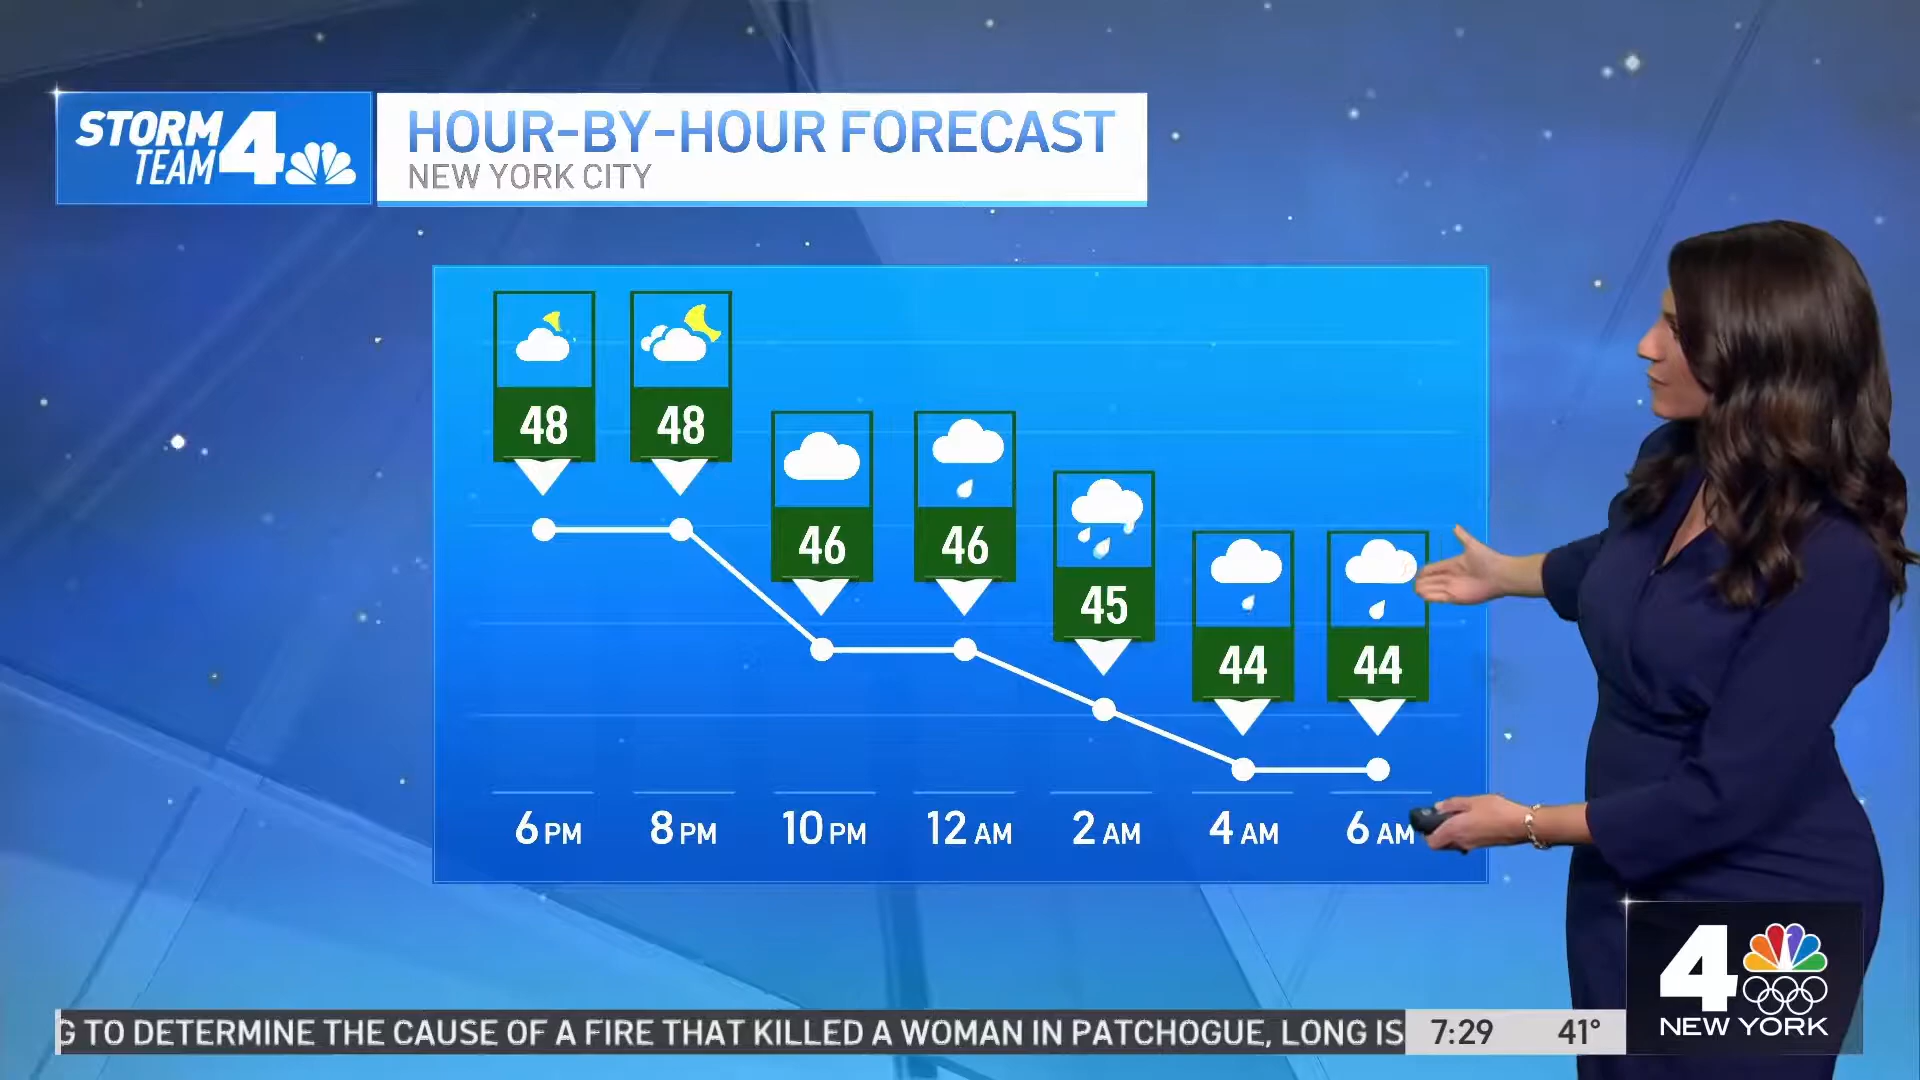 STORM
TEAM 4
HOUR-BY-HOUR FORECAST
NEW YORK CITY
48 48 46 46 45 44 44
6 PM 8 PM 10 PM 12 AM 2 AM 4 AM 6 AM
G TO DETERMINE THE CAUSE OF A FIRE THAT KILLED A WOMAN IN PATCHOGUE, LONG IS
7:29 41°
4
NEW YORK